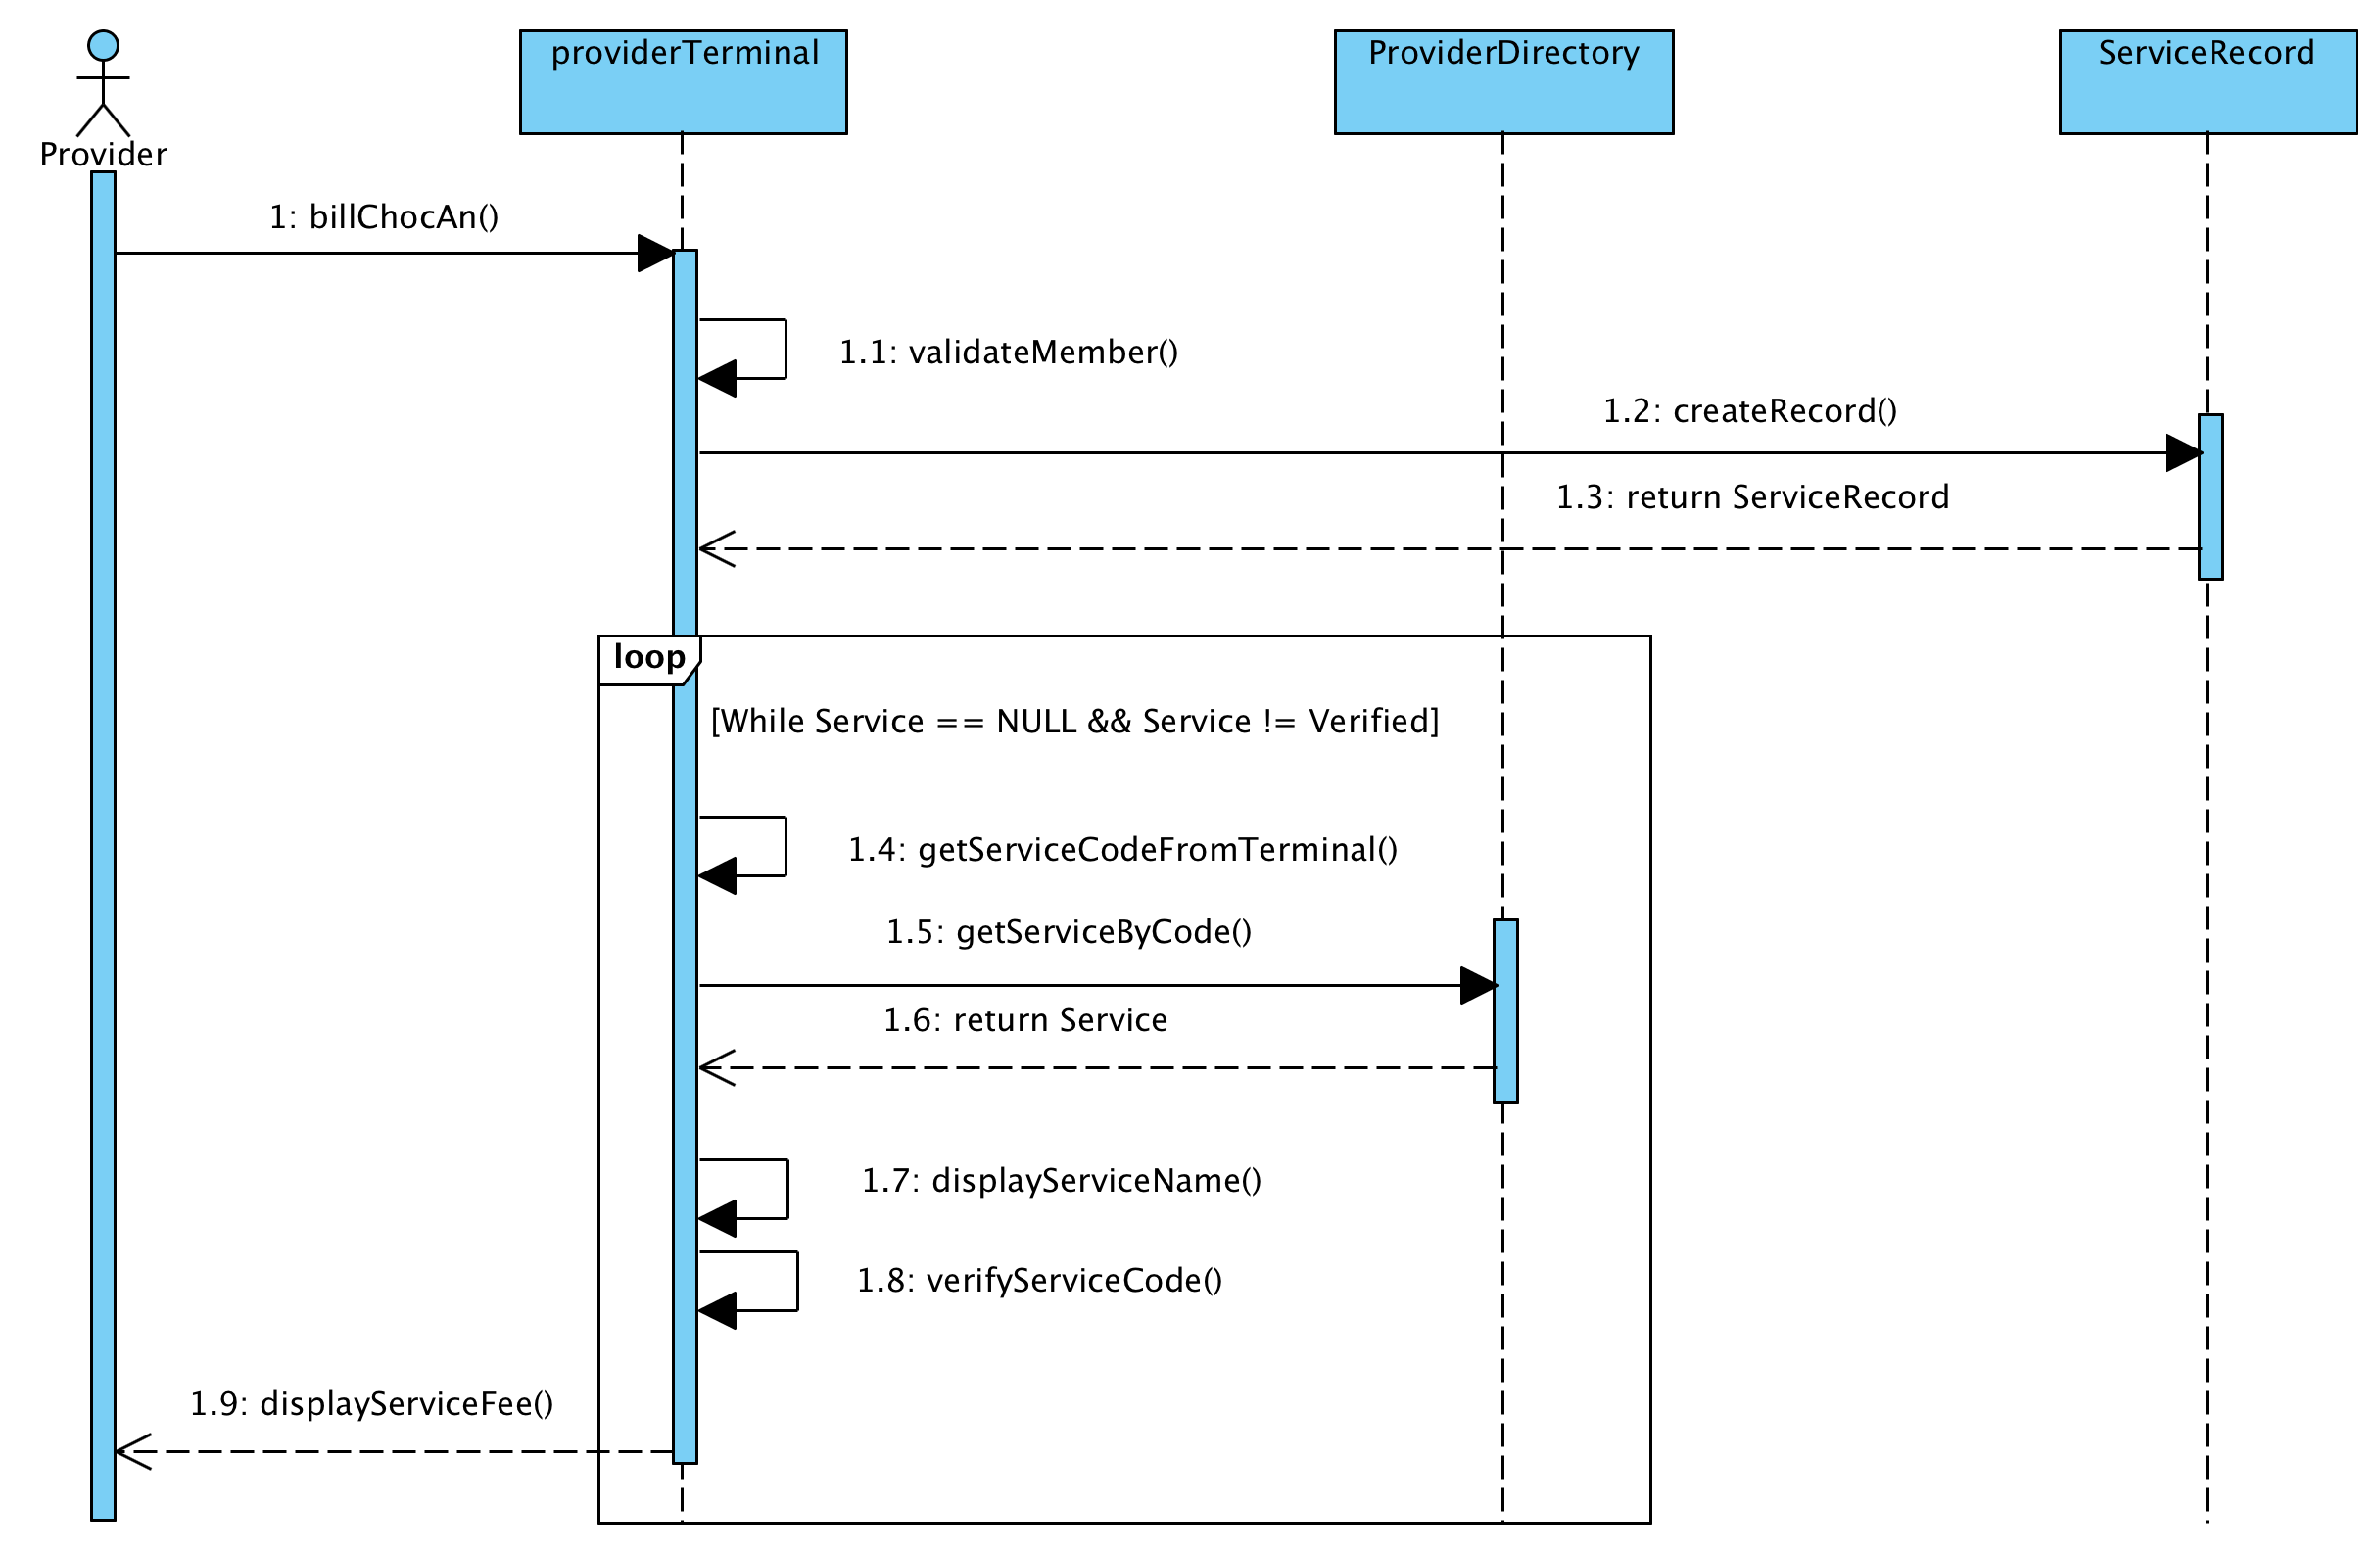 providerTerminal
ProviderDirectory
ServiceRecord
Provider
1: billChocAn()
1.1: validateMember()
1.2: createRecord()
1.3: return ServiceRecord
loop
[While Service == NULL && Service != Verified]
1.4: getServiceCodeFromTerminal()
1.5: getServiceByCode()
1.6: return Service
1.7: displayServiceName()
1.8: verifyServiceCode()
1.9: displayServiceFee()